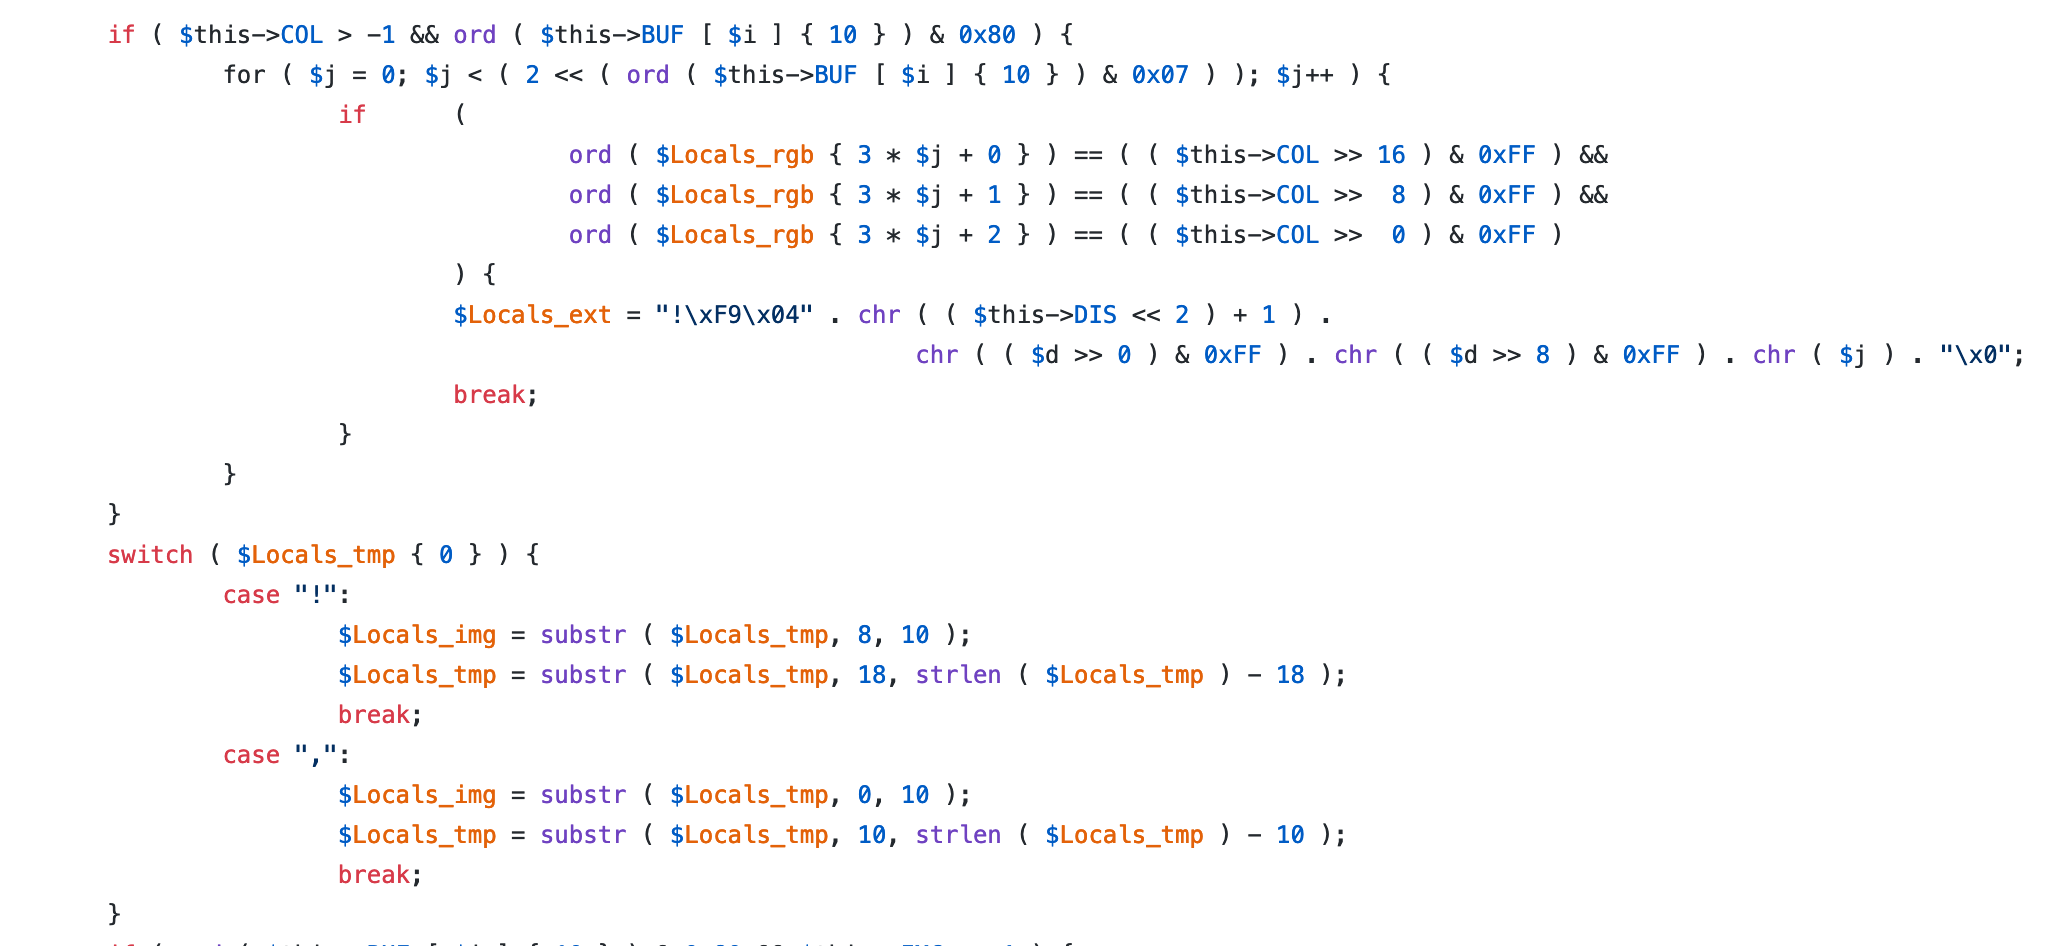 if ( $this->COL > -1 && ord ( $this->BUF [ $i ] { 10 } ) & 0x80 ) {
for ( $j = 0; $j < ( 2 << ( ord ( $this->BUF [ $i ] { 10 } ) & 0x07 ) ); $j++ ) {
if (
ord ( $Locals_rgb { 3 * $j + 0 } ) == ( ( $this->COL >> 16 ) & 0xFF ) &&
ord ( $Locals_rgb { 3 * $j + 1 } ) == ( ( $this->COL >> 8 ) & 0xFF ) &&
ord ( $Locals_rgb { 3 * $j + 2 } ) == ( ( $this->COL >> 0 ) & 0xFF )
) {
$Locals_ext = "!\xF9\x04" . chr ( ( $this->DIS << 2 ) + 1 ) .
chr ( ( $d >> 0 ) & 0xFF ) . chr ( ( $d >> 8 ) & 0xFF ) . chr ( $j ) . "\x0";
break;
}
}
}
switch ( $Locals_tmp { 0 } ) {
case "!":
$Locals_img = substr ( $Locals_tmp, 8, 10 );
$Locals_tmp = substr ( $Locals_tmp, 18, strlen ( $Locals_tmp ) - 18 );
break;
case ",":
$Locals_img = substr ( $Locals_tmp, 0, 10 );
$Locals_tmp = substr ( $Locals_tmp, 10, strlen ( $Locals_tmp ) - 10 );
break;
}